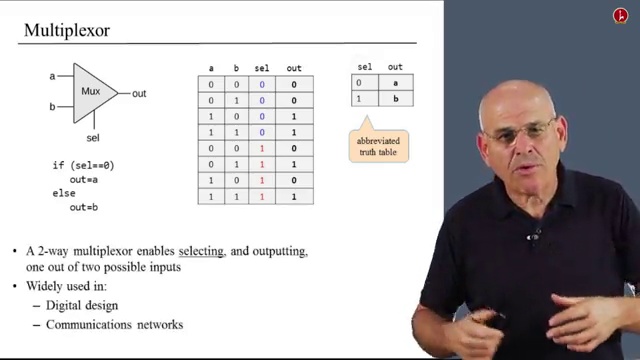 Multiplexor
a
b
Mux
out
sel
if (sel==0)
out=a
else
out=b
a b sel out
0 0 0 0
0 1 0 0
1 0 0 1
1 1 0 1
0 0 1 0
0 1 1 1
1 0 1 0
1 1 1 1
sel out
0 a
1 b
abbreviated
truth table
• A 2-way multiplexor enables selecting, and outputting,
one out of two possible inputs
• Widely used in:
– Digital design
– Communications networks